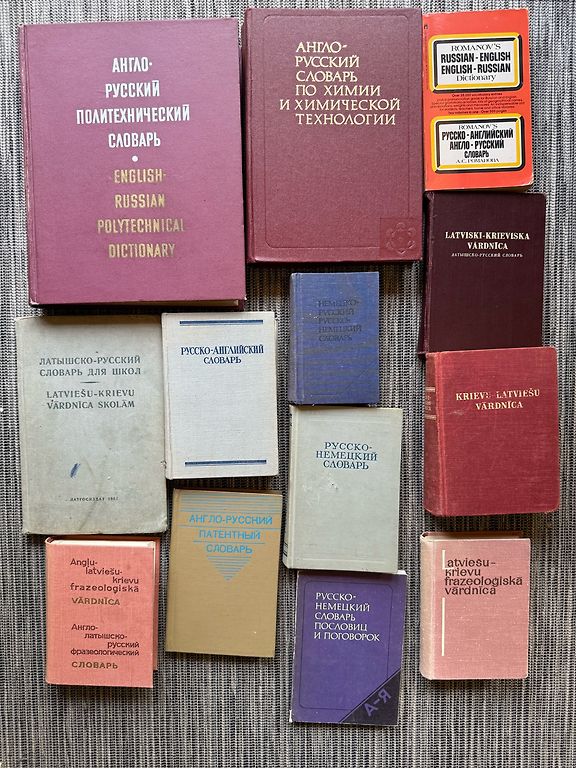 АНГЛО-
РУССКИЙ
ПОЛИТЕХНИЧЕСКИЙ
СЛОВАРЬ
ENGLISH-
RUSSIAN
POLYTECHNICAL
DICTIONARY
АНГЛО-
РУССКИЙ
СЛОВАРЬ
ПО ХИМИИ
И ХИМИЧЕСКОЙ
ТЕХНОЛОГИИ
ROMANOV'S
RUSSIAN-ENGLISH
ENGLISH-RUSSIAN
Dictionary
ROMANOV'S
РУССКО-АНГЛИЙСКИЙ
АНГЛО-РУССКИЙ
СЛОВАРЬ
А.С. РОМАНОВА
LATVISKI-KRIEVISKA
VĀRDNĪCA
ЛАТЫШСКО-РУССКИЙ СЛОВАРЬ
ЛАТЫШСКО-РУССКИЙ
СЛОВАРЬ ДЛЯ ШКОЛ
LATVIEŠU-KRIEVU
VĀRDNĪCA SKOLĀM
ЛАТГОСИЗДАТ
РУССКО-АНГЛИЙСКИЙ
СЛОВАРЬ
НЕМЕЦКО-
РУССКИЙ
РУССКО-
НЕМЕЦКИЙ
СЛОВАРЬ
KRIEVU-LATVIEŠU
VĀRDNĪCA
РУССКО-
НЕМЕЦКИЙ
СЛОВАРЬ
АНГЛО-РУССКИЙ
ПАТЕНТНЫЙ
СЛОВАРЬ
Angļu-
latviešu-
krievu
frazeoloģiskā
VĀRDNĪCA
Англо-
латышско-
русский
фразеологический
СЛОВАРЬ
РУССКО-
НЕМЕЦКИЙ
СЛОВАРЬ
ПОСЛОВИЦ
И ПОГОВОРОК
А-Я
Latviešu-
krievu
frazeoloģiskā
vārdnīca